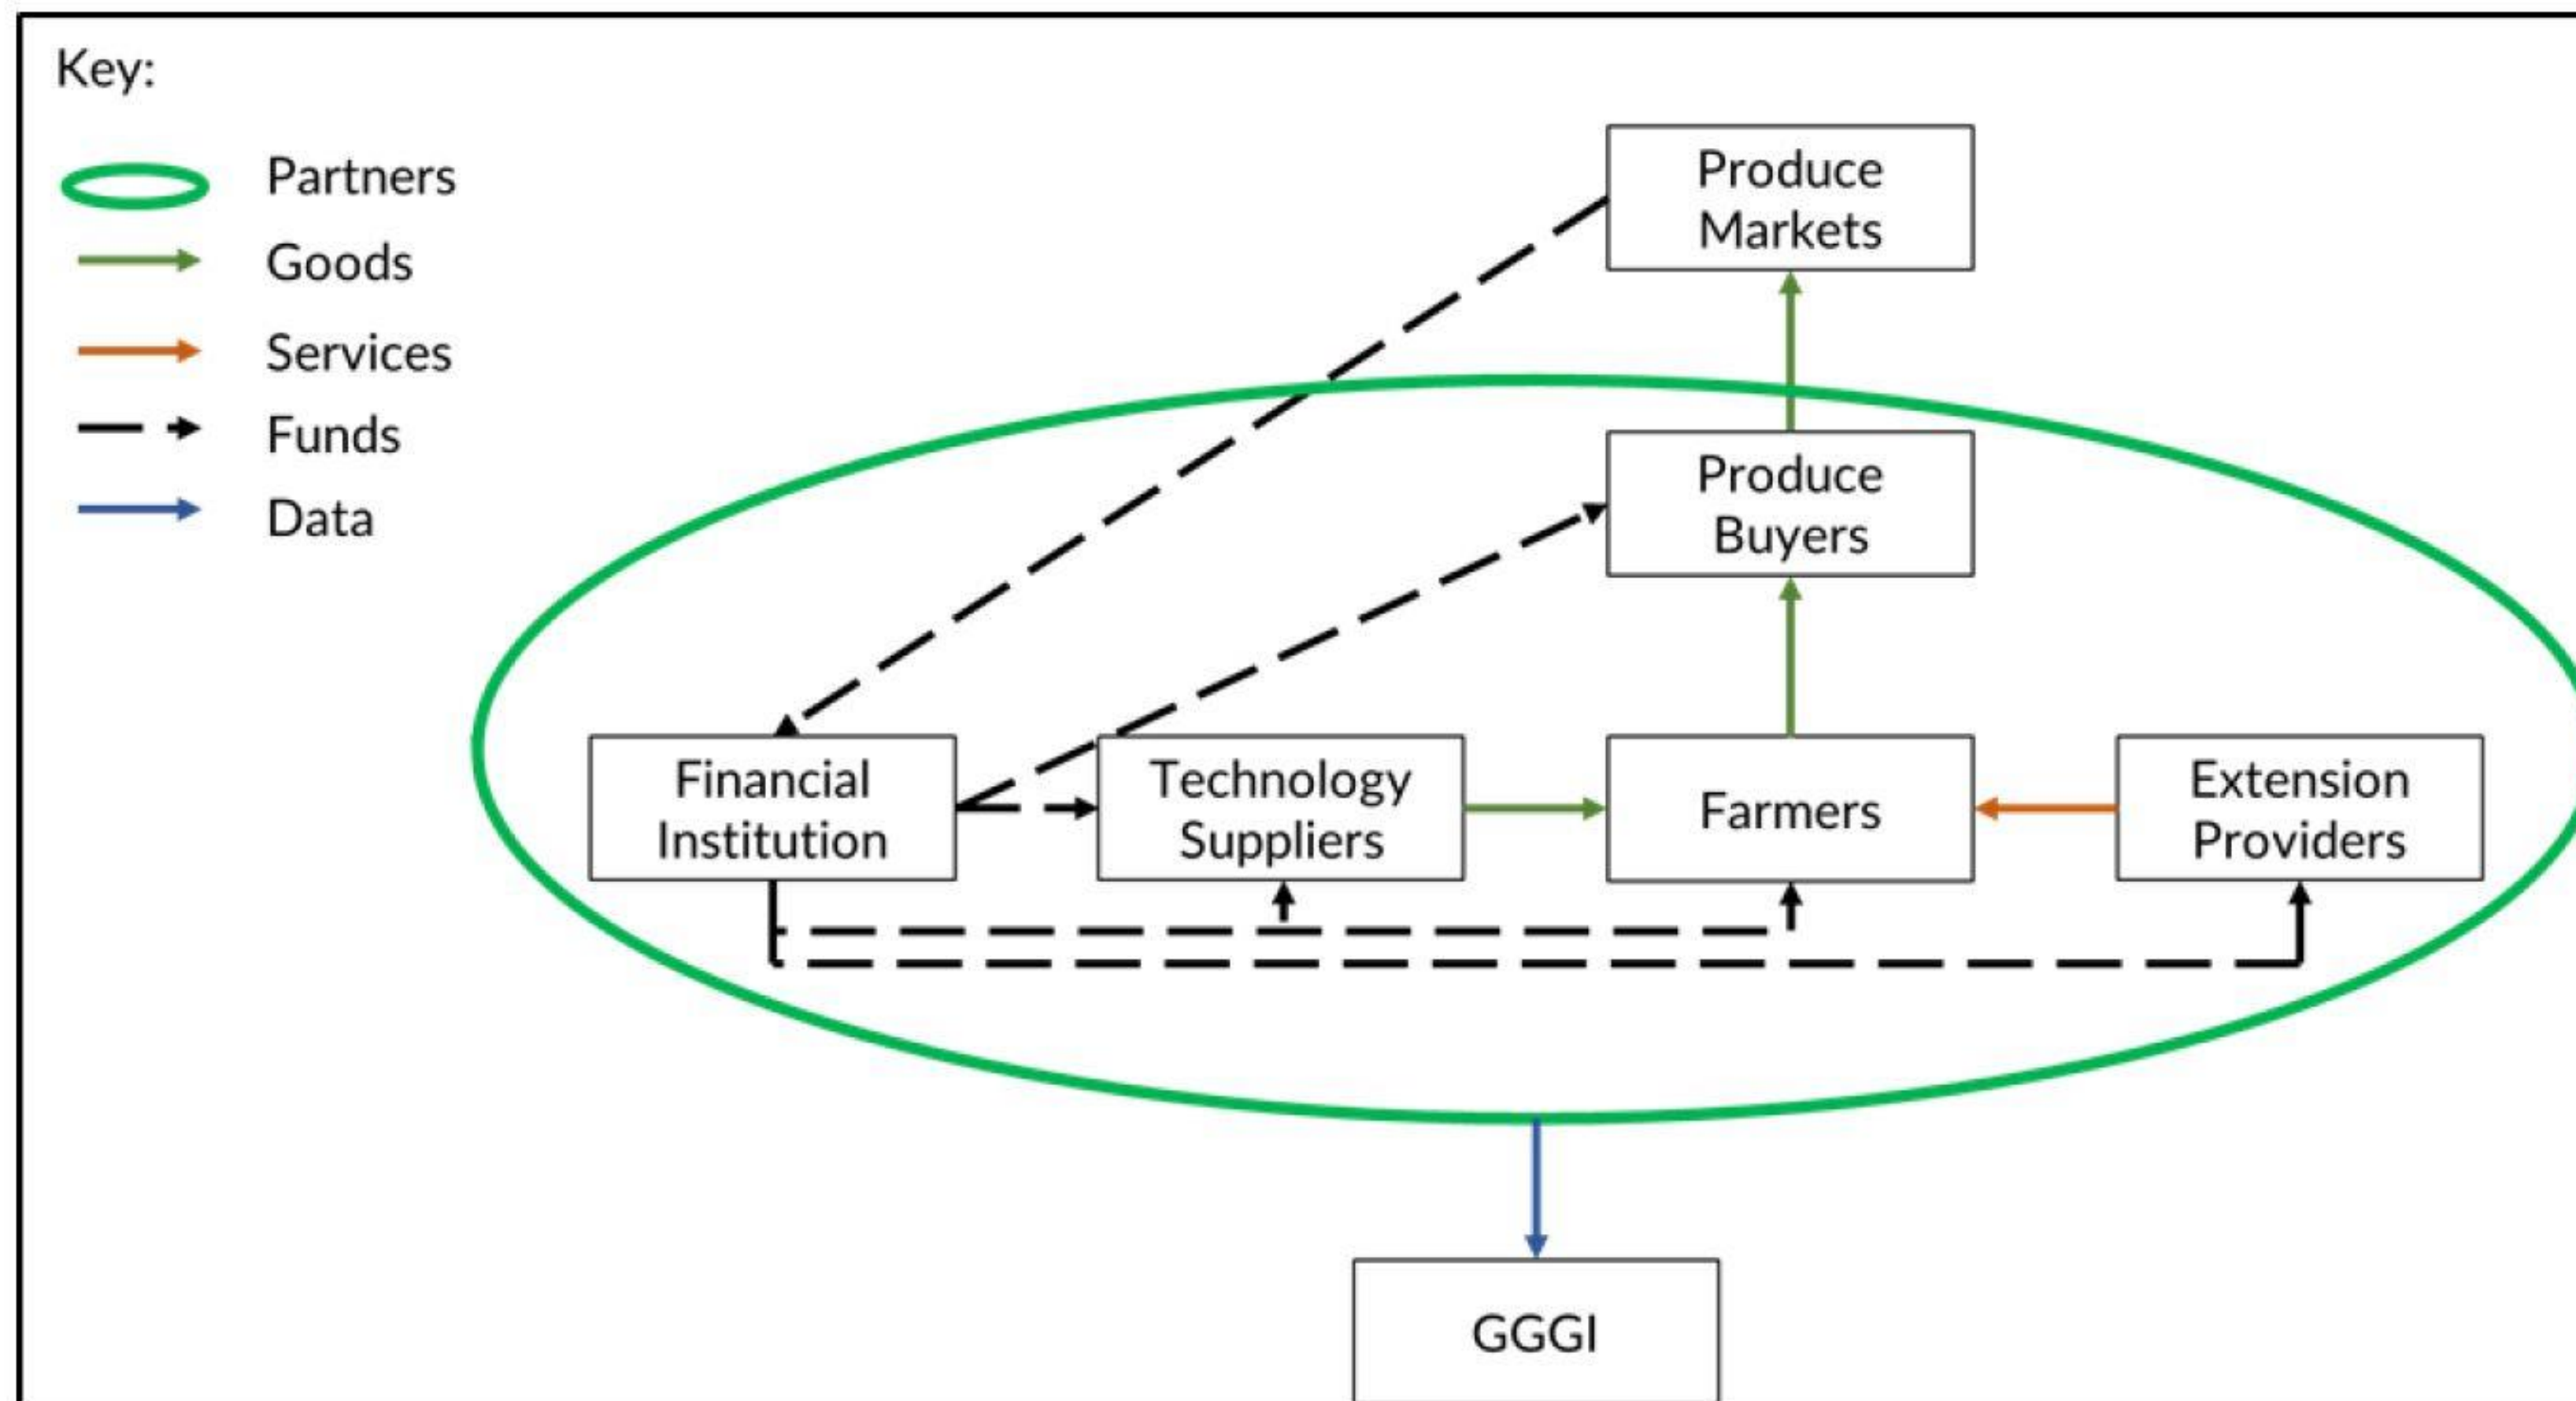 Key:
Partners
Goods
Services
Funds
Data
Produce
Markets
Produce
Buyers
Financial
Institution
Technology
Suppliers
Farmers
Extension
Providers
GGGI